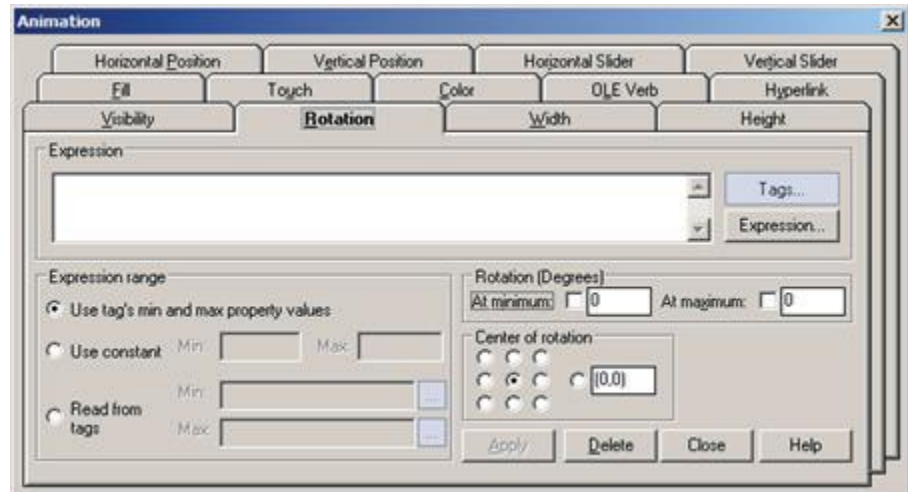 Animation
Horizontal Position Vertical Position Horizontal Slider Vertical Slider
Fill Touch Color OLE Verb Hyperlink
Visibility Rotation Width Height
Expression
Tags...
Expression...
Expression range
Use tag's min and max property values
Use constant Min: Max:
Read from tags
Min:
Max:
...
...
Rotation (Degrees)
At minimum: 0 At maximum: 0
Center of rotation
(0,0)
Apply Delete Close Help